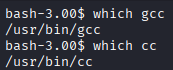 bash-3.00$ which gcc
/usr/bin/gcc
bash-3.00$ which cc
/usr/bin/cc